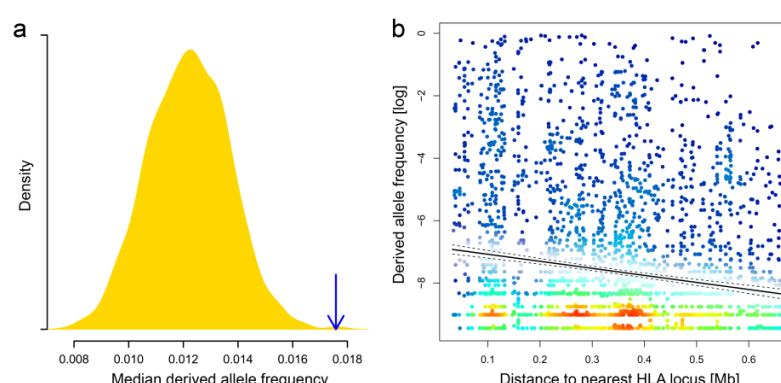 a
b
Density
0.008 0.010 0.012 0.014 0.016 0.018
Median derived allele frequency
Derived allele frequency [log]
0
-2
-4
-6
-8
0.1 0.2 0.3 0.4 0.5 0.6
Distance to nearest HLA locus [Mb]